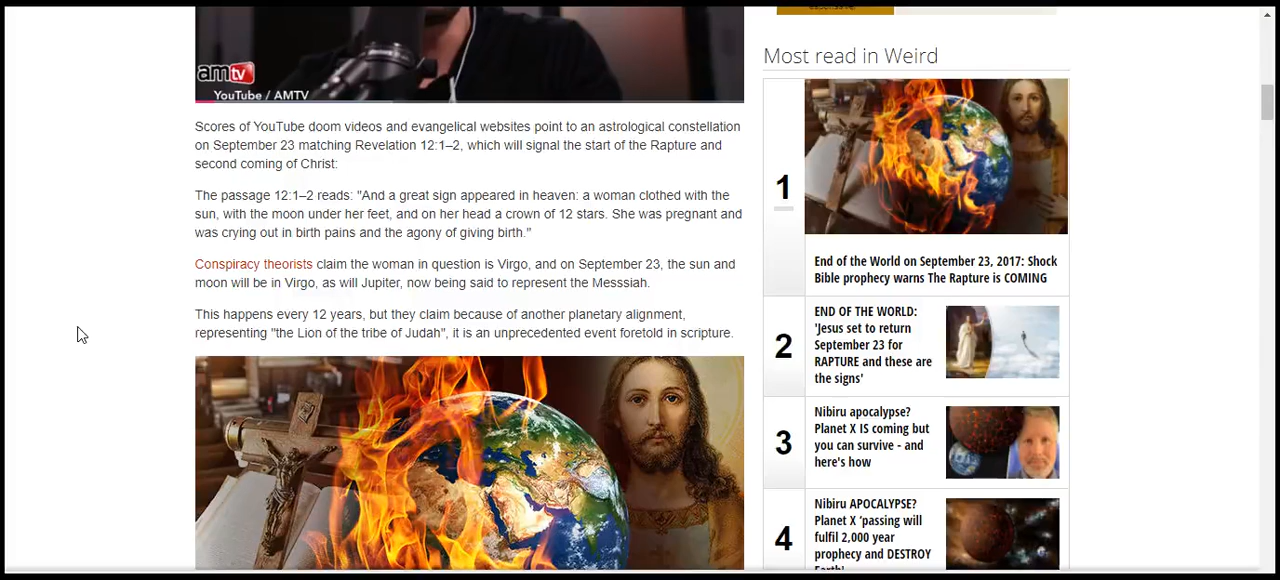 amtv
YouTube / AMTV
Scores of YouTube doom videos and evangelical websites point to an astrological constellation
on September 23 matching Revelation 12:1–2, which will signal the start of the Rapture and
second coming of Christ:
The passage 12:1–2 reads: "And a great sign appeared in heaven: a woman clothed with the
sun, with the moon under her feet, and on her head a crown of 12 stars. She was pregnant and
was crying out in birth pains and the agony of giving birth."
Conspiracy theorists claim the woman in question is Virgo, and on September 23, the sun and
moon will be in Virgo, as will Jupiter, now being said to represent the Messsiah.
This happens every 12 years, but they claim because of another planetary alignment,
representing "the Lion of the tribe of Judah", it is an unprecedented event foretold in scripture.
Most read in Weird
1
End of the World on September 23, 2017: Shock
Bible prophecy warns The Rapture is COMING
2
END OF THE WORLD:
'Jesus set to return
September 23 for
RAPTURE and these are
the signs'
3
Nibiru apocalypse?
Planet X IS coming but
you can survive - and
here's how
4
Nibiru APOCALYPSE?
Planet X 'passing will
fulfil 2,000 year
prophecy and DESTROY
Earth'